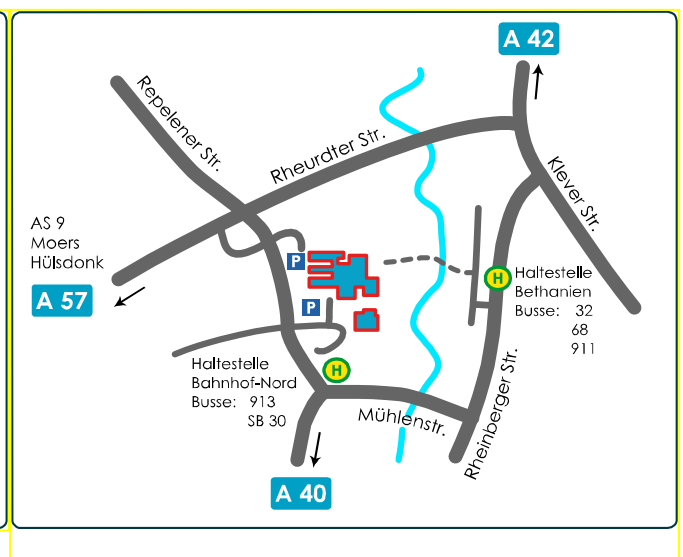 A 42
Repelener Str.
Rheurdter Str.
Klever Str.
AS 9
Moers
Hülsdonk
A 57
P
P
H
Haltestelle
Bethanien
Busse: 32
68
911
Haltestelle
Bahnhof-Nord
Busse: 913
SB 30
H
Mühlenstr.
Rheinberger Str.
A 40